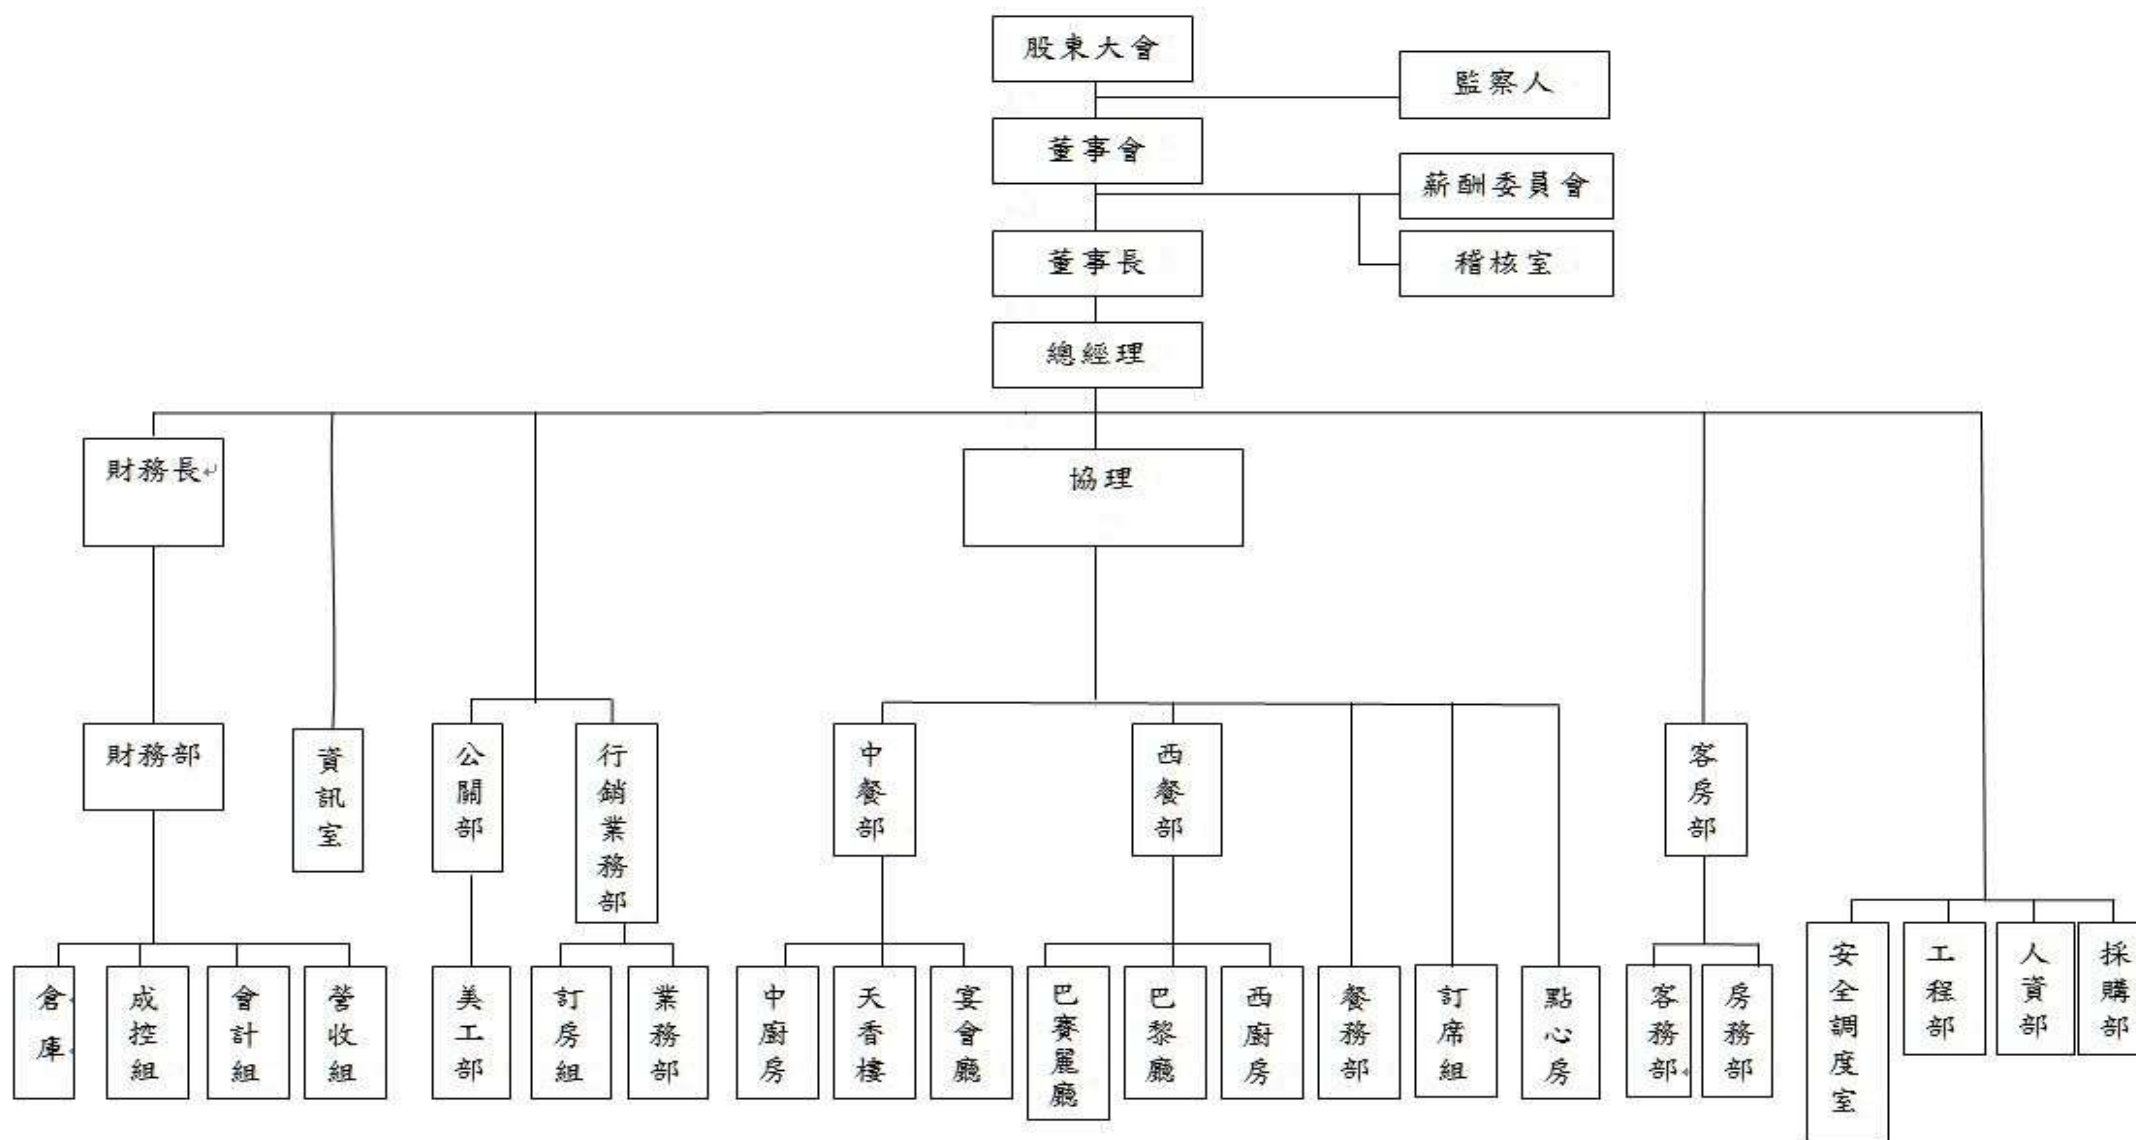 股東大會
監察人
董事會
薪酬委員會
董事長
稽核室
總經理
財務長
協理
財務部
資訊室
公關部
行銷業務部
中餐部
西餐部
客房部
倉庫
成控組
會計組
營收組
美工部
訂房組
業務部
中廚房
天香樓
宴會廳
巴賽麗廳
巴黎廳
西廚房
餐務部
訂席組
點心房
客務部
房務部
安全調度室
工程部
人資部
採購部